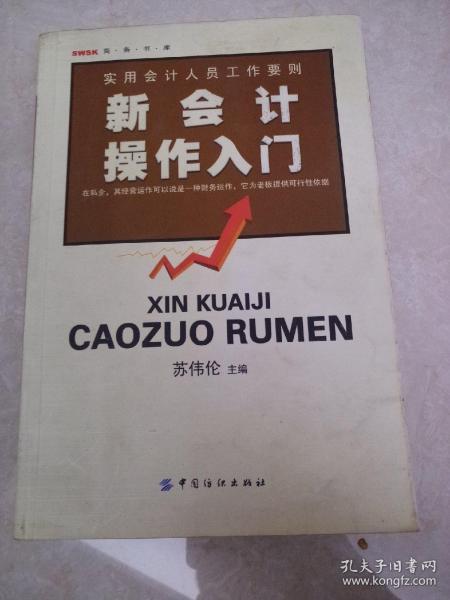 SWSK 商·务·书·库
实用会计人员工作要则
新会计
操作入门
在私企，其经营运作可以说是一种财务运作，它为老板提供可行性依据
XIN KUAIJI
CAOZUO RUMEN
苏伟伦 主编
中国纺织出版社
孔夫子旧书网
www.kongfz.com